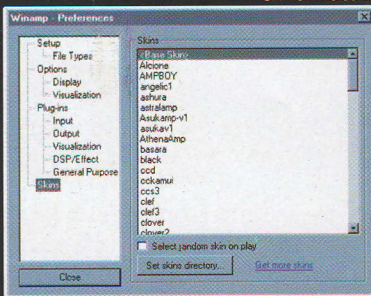 Winamp - Preferences
Setup
File Types
Options
Display
Visualization
Plug-ins
Input
Output
Visualization
DSP/Effect
General Purpose
Skins
Close
Skins
<Base Skin>
Alcione
AMPBOY
angelic1
ashura
astralamp
Asukamp-v1
asukav1
AthenaAmp
basara
black
ccd
cckamui
ccs3
clef
clef3
clover
clover2
Select random skin on play
Set skins directory...
Get more skins